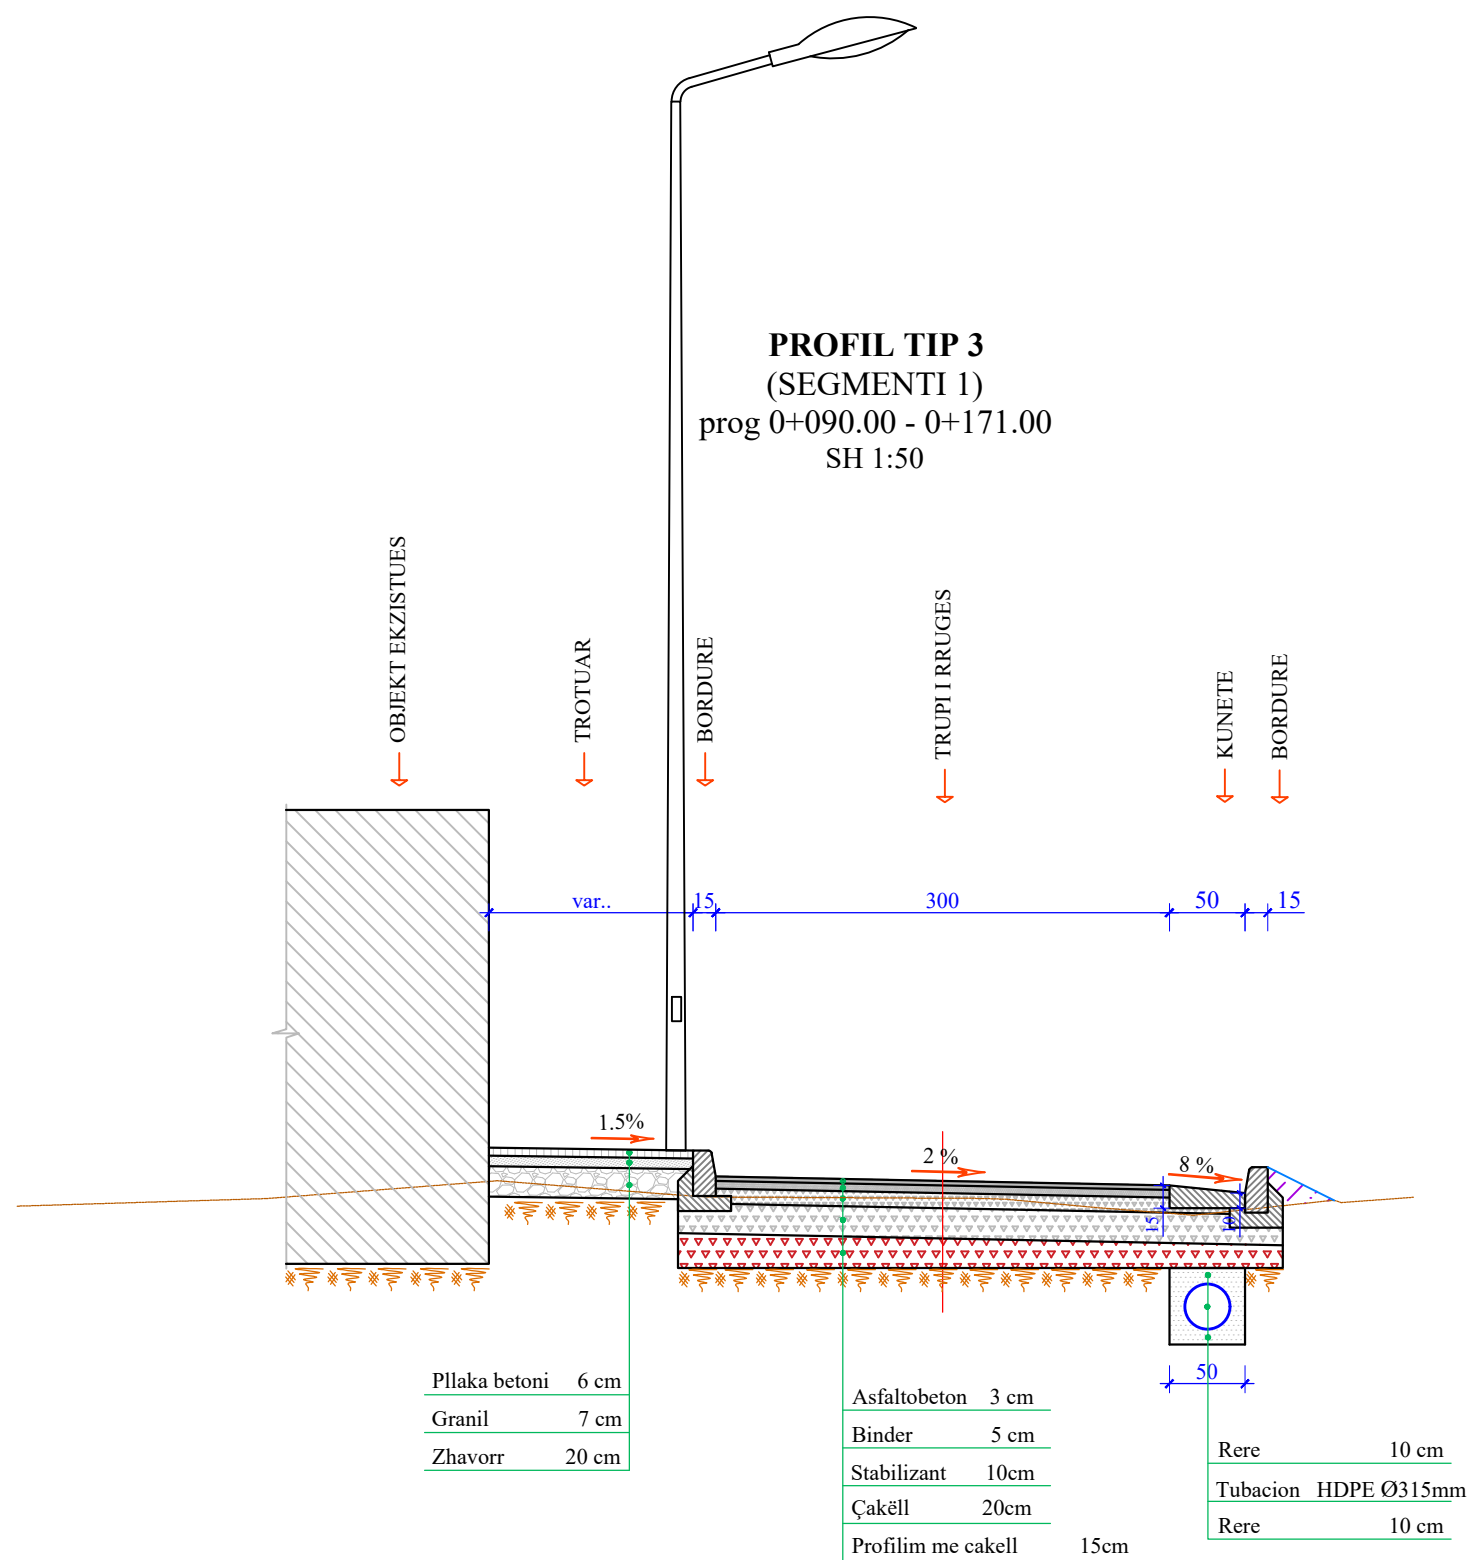 PROFIL TIP 3
(SEGMENTI 1)
prog 0+090.00 - 0+171.00
SH 1:50
OBJEKT EKZISTUES
TROTUAR
BORDURE
TRUPI I RRUGES
KUNETE
BORDURE
var.. 15 300 50 15
1.5%
2 %
8 %
15 10
50
Pllaka betoni 6 cm
Granil 7 cm
Zhavorr 20 cm
Asfaltobeton 3 cm
Binder 5 cm
Stabilizant 10cm
Çakëll 20cm
Profilim me cakell 15cm
Rere 10 cm
Tubacion HDPE Ø315mm
Rere 10 cm